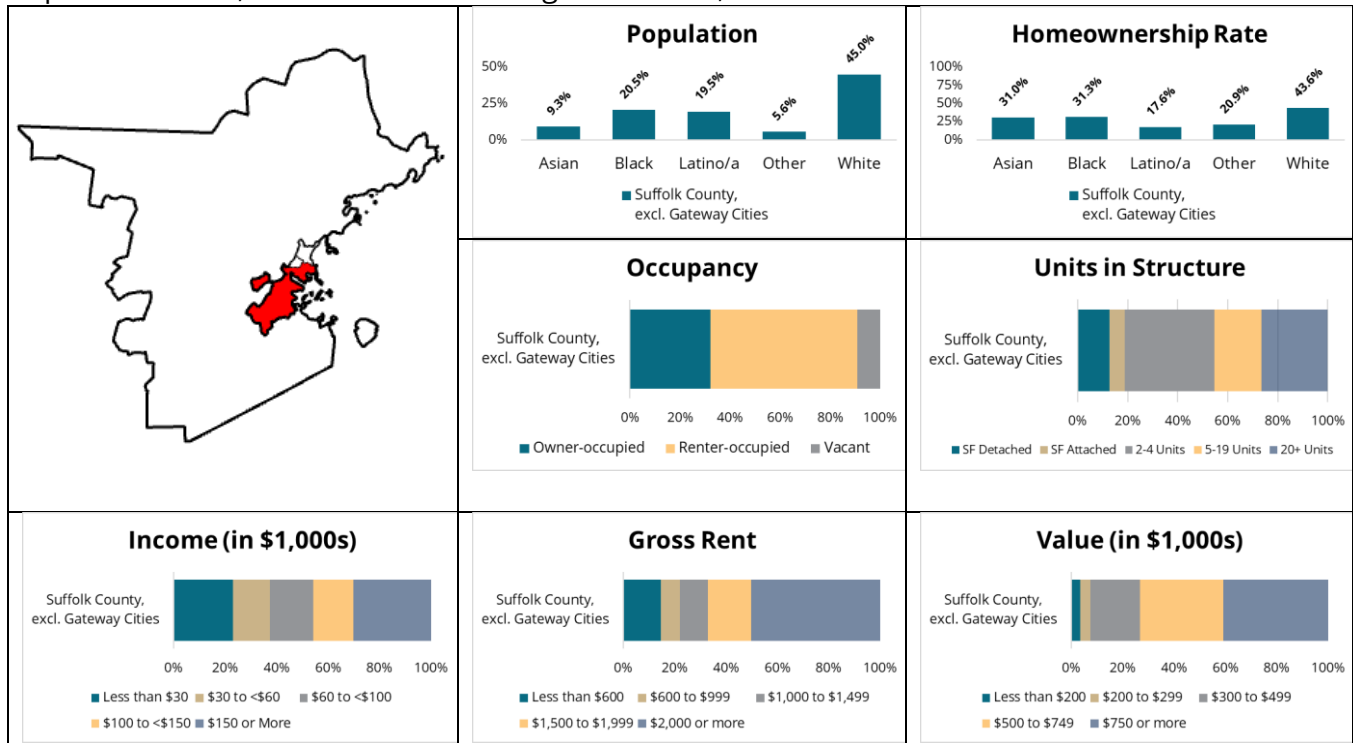 Population
50%
25%
0%
9.3%
20.5%
19.5%
5.6%
45.0%
Asian Black Latino/a Other White
Suffolk County,
excl. Gateway Cities
Homeownership Rate
100%
75%
50%
25%
0%
31.0%
31.3%
17.6%
20.9%
43.6%
Asian Black Latino/a Other White
Suffolk County,
excl. Gateway Cities
Occupancy
Suffolk County,
excl. Gateway Cities
0% 20% 40% 60% 80% 100%
Owner-occupied Renter-occupied Vacant
Units in Structure
Suffolk County,
excl. Gateway Cities
0% 20% 40% 60% 80% 100%
SF Detached SF Attached 2-4 Units 5-19 Units 20+ Units
Income (in $1,000s)
Suffolk County,
excl. Gateway Cities
0% 20% 40% 60% 80% 100%
Less than $30 $30 to <$60 $60 to <$100
$100 to <$150 $150 or More
Gross Rent
Suffolk County,
excl. Gateway Cities
0% 20% 40% 60% 80% 100%
Less than $600 $600 to $999 $1,000 to $1,499
$1,500 to $1,999 $2,000 or more
Value (in $1,000s)
Suffolk County,
excl. Gateway Cities
0% 20% 40% 60% 80% 100%
Less than $200 $200 to $299 $300 to $499
$500 to $749 $750 or more